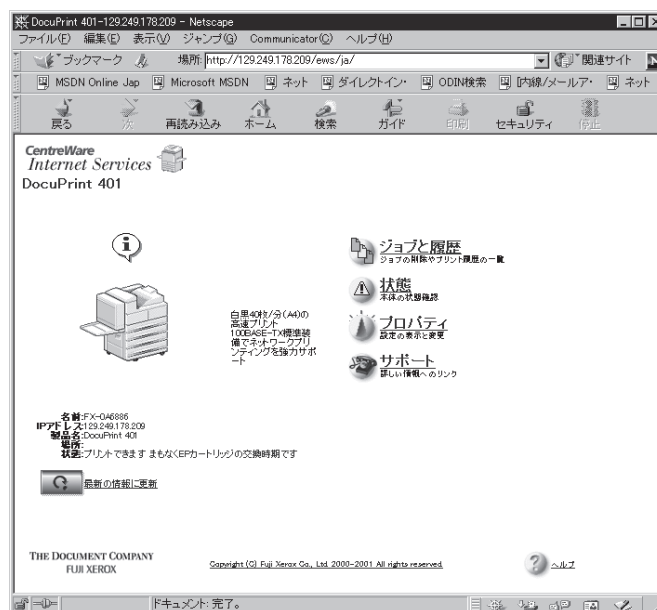 DocuPrint 401-129.249.178.209 - Netscape
ファイル(F) 編集(E) 表示(V) ジャンプ(G) Communicator(C) ヘルプ(H)
ブックマーク 場所: http://129.249.178.209/ews/ja/ 関連サイト
MSDN Online Jap Microsoft MSDN ネット ダイレクトイン・ ODIN検索 内線/メールア・ ネット
戻る 次 再読み込み ホーム 検索 ガイド 印刷 セキュリティ 停止
CentreWare
Internet Services
DocuPrint 401
ジョブと履歴
ジョブの削除やプリント履歴の一覧
状態
本体の状態確認
プロパティ
設定の表示と変更
サポート
詳しい情報へのリンク
白黒40枚/分(A4)の
高速プリント
100BASE-TX標準装
備でネットワークプリ
ンティングを強力サポ
ート
名前:FX-0A6886
IPアドレス:129.249.178.209
製品名:DocuPrint 401
場所:
状態:プリントできます まもなくEPカートリッジの交換時期です
最新の情報に更新
THE DOCUMENT COMPANY
FUJI XEROX
Copyright (C) Fuji Xerox Co., Ltd. 2000-2001 All rights reserved.
ヘルプ
ドキュメント: 完了。